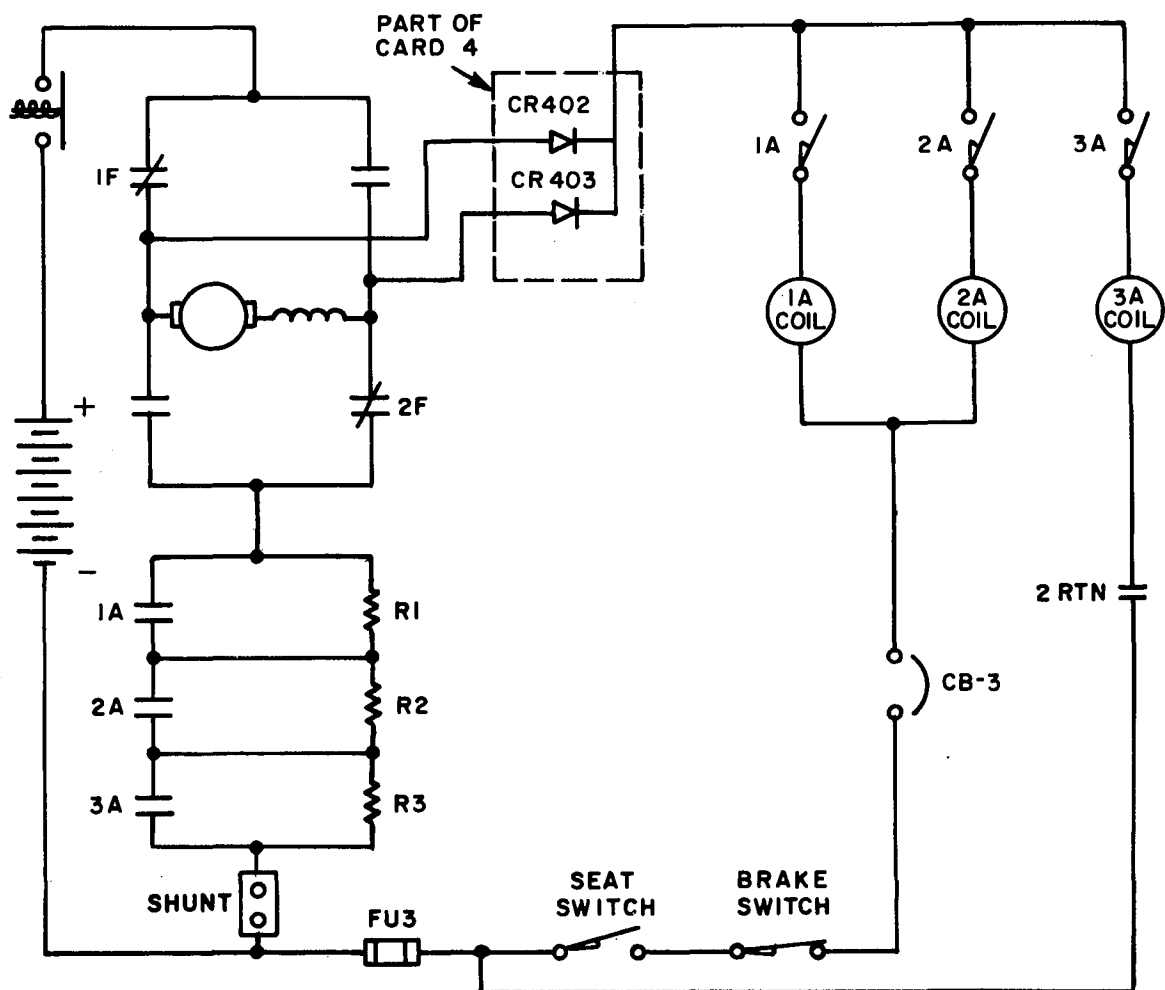 PART OF
CARD 4
CR402
CR403
1F
1A
2A
3A
1A
COIL
2A
COIL
3A
COIL
+
2F
-
1A
R1
2 RTN
CB-3
2A
R2
3A
R3
SHUNT
FU3
SEAT
SWITCH
BRAKE
SWITCH